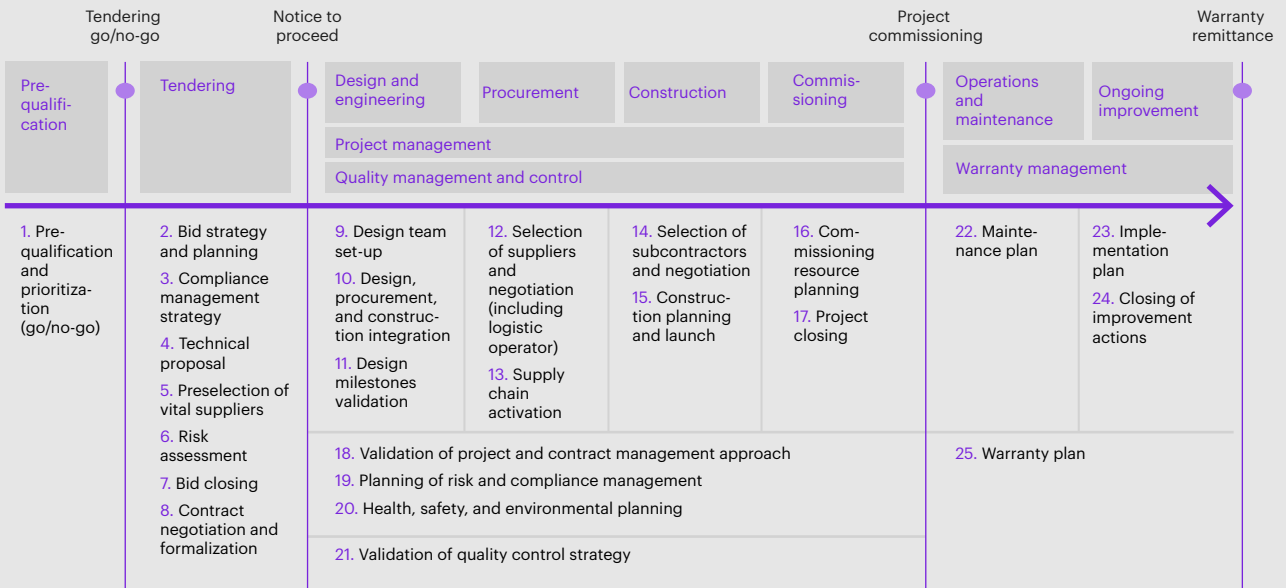 Tendering
go/no-go
Notice to
proceed
Project
commissioning
Warranty
remittance
Pre-
qualifi-
cation
Tendering
Design and
engineering
Procurement
Construction
Commis-
sioning
Operations
and
maintenance
Ongoing
improvement
Project management
Quality management and control
Warranty management
1. Pre-
qualification
and
prioritiza-
tion
(go/no-go)
2. Bid strategy
and planning
3. Compliance
management
strategy
4. Technical
proposal
5. Preselection of
vital suppliers
6. Risk
assessment
7. Bid closing
8. Contract
negotiation and
formalization
9. Design team
set-up
10. Design,
procurement,
and construc-
tion integration
11. Design
milestones
validation
12. Selection
of suppliers
and
negotiation
(including
logistic
operator)
13. Supply
chain
activation
14. Selection of
subcontractors
and negotiation
15. Construc-
tion planning
and launch
16. Com-
missioning
resource
planning
17. Project
closing
18. Validation of project and contract management approach
19. Planning of risk and compliance management
20. Health, safety, and environmental planning
21. Validation of quality control strategy
22. Mainte-
nance plan
23. Imple-
mentation
plan
24. Closing of
improvement
actions
25. Warranty plan